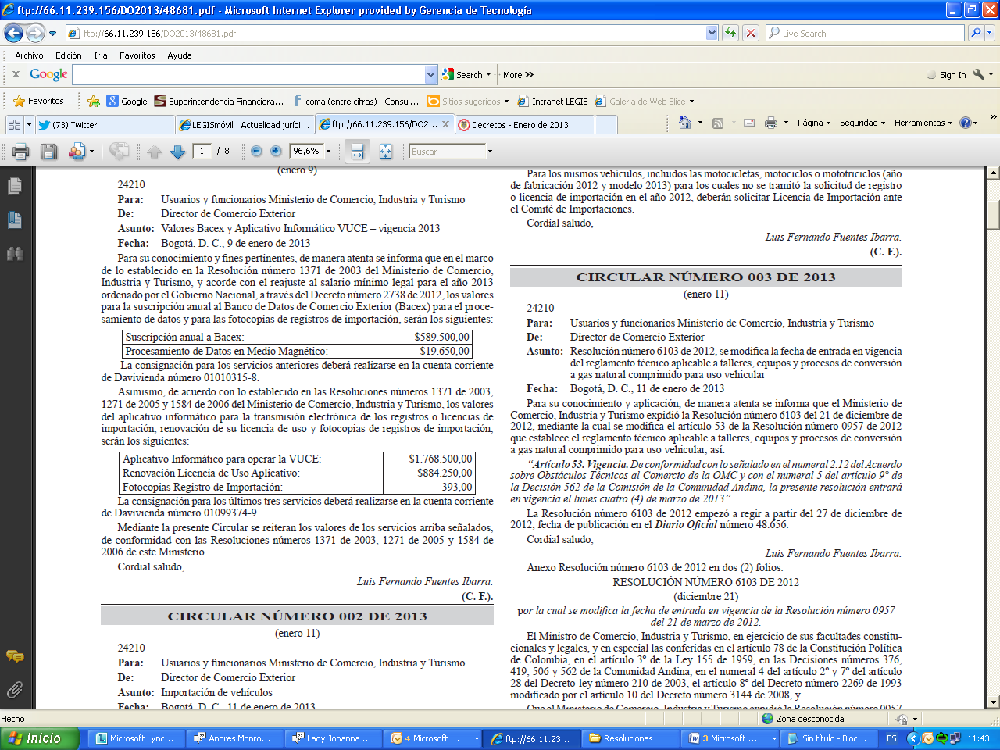 ftp://66.11.239.156/DO2013/48681.pdf - Microsoft Internet Explorer provided by Gerencia de Tecnología
ftp://66.11.239.156/DO2013/48681.pdf
Live Search
Archivo Edición Ir a Favoritos Ayuda
x Google Search More >> Sign In
Favoritos Google Superintendencia Financiera... coma (entre cifras) - Consul... Sitios sugeridos Intranet LEGIS Galería de Web Slice
(73) Twitter LEGISmóvil | Actualidad jurídi... ftp://66.11.239.156/DO2... Decretos - Enero de 2013 Página Seguridad Herramientas
1 / 8 96,6% Buscar
(enero 9)
24210
Para: Usuarios y funcionarios Ministerio de Comercio, Industria y Turismo
De: Director de Comercio Exterior
Asunto: Valores Bacex y Aplicativo Informático VUCE – vigencia 2013
Fecha: Bogotá, D. C., 9 de enero de 2013
Para su conocimiento y fines pertinentes, de manera atenta se informa que en el marco
de lo establecido en la Resolución número 1371 de 2003 del Ministerio de Comercio,
Industria y Turismo, y acorde con el reajuste al salario mínimo legal para el año 2013
ordenado por el Gobierno Nacional, a través del Decreto número 2738 de 2012, los valores
para la suscripción anual al Banco de Datos de Comercio Exterior (Bacex) para el proce-
samiento de datos y para las fotocopias de registros de importación, serán los siguientes:
Suscripción anual a Bacex: $589.500,00
Procesamiento de Datos en Medio Magnético: $19.650,00
La consignación para los servicios anteriores deberá realizarse en la cuenta corriente
de Davivienda número 01010315-8.
Asimismo, de acuerdo con lo establecido en las Resoluciones números 1371 de 2003,
1271 de 2005 y 1584 de 2006 del Ministerio de Comercio, Industria y Turismo, los valores
del aplicativo informático para la transmisión electrónica de los registros o licencias de
importación, renovación de su licencia de uso y fotocopias de registros de importación,
serán los siguientes:
Aplicativo Informático para operar la VUCE: $1.768.500,00
Renovación Licencia de Uso Aplicativo: $884.250,00
Fotocopias Registro de Importación: 393,00
La consignación para los últimos tres servicios deberá realizarse en la cuenta corriente
de Davivienda número 01099374-9.
Mediante la presente Circular se reiteran los valores de los servicios arriba señalados,
de conformidad con las Resoluciones números 1371 de 2003, 1271 de 2005 y 1584 de
2006 de este Ministerio.
Cordial saludo,
Luis Fernando Fuentes Ibarra.
(C. F.).
CIRCULAR NÚMERO 002 DE 2013
(enero 11)
24210
Para: Usuarios y funcionarios Ministerio de Comercio, Industria y Turismo
De: Director de Comercio Exterior
Asunto: Importación de vehículos
Fecha: Bogotá, D. C., 11 de enero de 2013
Para los mismos vehículos, incluidos las motocicletas, motociclos o mototriciclos (año
de fabricación 2012 y modelo 2013) para los cuales no se tramitó la solicitud de registro
o licencia de importación en el año 2012, deberán solicitar Licencia de Importación ante
el Comité de Importaciones.
Cordial saludo,
Luis Fernando Fuentes Ibarra.
(C. F.).
CIRCULAR NÚMERO 003 DE 2013
(enero 11)
24210
Para: Usuarios y funcionarios Ministerio de Comercio, Industria y Turismo
De: Director de Comercio Exterior
Asunto: Resolución número 6103 de 2012, se modifica la fecha de entrada en vigencia
del reglamento técnico aplicable a talleres, equipos y procesos de conversión
a gas natural comprimido para uso vehicular
Fecha: Bogotá, D. C., 11 de enero de 2013
Para su conocimiento y aplicación, de manera atenta se informa que el Ministerio de
Comercio, Industria y Turismo expidió la Resolución número 6103 del 21 de diciembre de
2012, mediante la cual se modifica el artículo 53 de la Resolución número 0957 de 2012
que establece el reglamento técnico aplicable a talleres, equipos y procesos de conversión
a gas natural comprimido para uso vehicular, así:
“Artículo 53. Vigencia. De conformidad con lo señalado en el numeral 2.12 del Acuerdo
sobre Obstáculos Técnicos al Comercio de la OMC y con el numeral 5 del artículo 9° de
la Decisión 562 de la Comisión de la Comunidad Andina, la presente resolución entrará
en vigencia el lunes cuatro (4) de marzo de 2013”.
La Resolución número 6103 de 2012 empezó a regir a partir del 27 de diciembre de
2012, fecha de publicación en el Diario Oficial número 48.656.
Cordial saludo,
Luis Fernando Fuentes Ibarra.
Anexo Resolución número 6103 de 2012 en dos (2) folios.
RESOLUCIÓN NÚMERO 6103 DE 2012
(diciembre 21)
por la cual se modifica la fecha de entrada en vigencia de la Resolución número 0957
del 21 de marzo de 2012.
El Ministro de Comercio, Industria y Turismo, en ejercicio de sus facultades constitu-
cionales y legales, y en especial las conferidas en el artículo 78 de la Constitución Política
de Colombia, en el artículo 3° de la Ley 155 de 1959, en las Decisiones números 376,
419, 506 y 562 de la Comunidad Andina, en el numeral 4 del artículo 2° y 7° del artículo
28 del Decreto-ley número 210 de 2003, el artículo 8° del Decreto número 2269 de 1993
modificado por el artículo 10 del Decreto número 3144 de 2008, y
Que el Ministerio de Comercio, Industria y Turismo expidió la Resolución número 0957
Hecho Zona desconocida
Inicio Microsoft Lync... Andres Monro... Lady Johanna ... 4 Microsoft ... ftp://66.11.23... Resoluciones 3 Microsoft ... Sin título - Bloc... ES 11:43